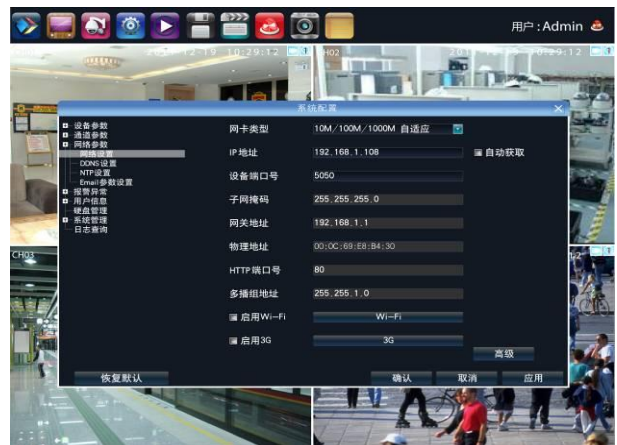 用户 : Admin
10:29:12
CH02
系统配置
设备参数
通道参数
网络参数
网络设置
DDNS设置
NTP设置
Email参数设置
报警异常
用户信息
硬盘管理
系统管理
日志查询
网卡类型 10M/100M/1000M 自适应
IP地址 192.168.1.108 自动获取
设备端口号 5050
子网掩码 255.255.255.0
网关地址 192.168.1.1
物理地址 00:0C:69:E8:B4:30
HTTP端口号 80
多播组地址 255.255.1.0
启用Wi-Fi Wi-Fi
启用3G 3G
高级
恢复默认 确认 取消 应用
CH03